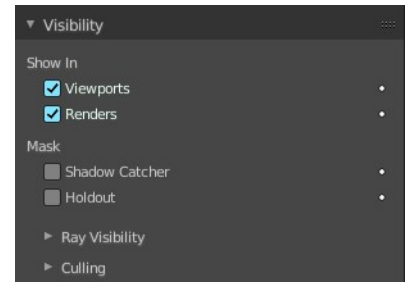 Visibility
Show In
Viewports
Renders
Mask
Shadow Catcher
Holdout
Ray Visibility
Culling